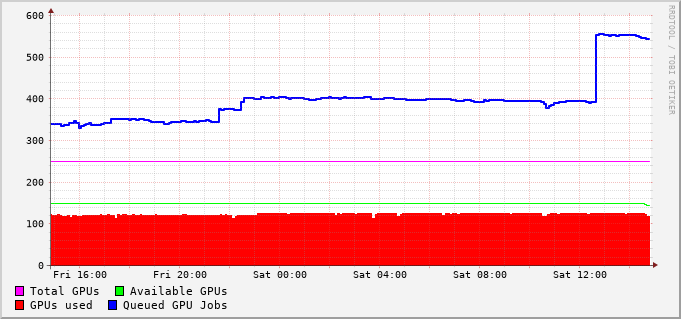 600
500
400
300
200
100
0
Fri 16:00 Fri 20:00 Sat 00:00 Sat 04:00 Sat 08:00 Sat 12:00
Total GPUs Available GPUs
GPUs used Queued GPU Jobs
RRDTOOL / TOBI OETIKER